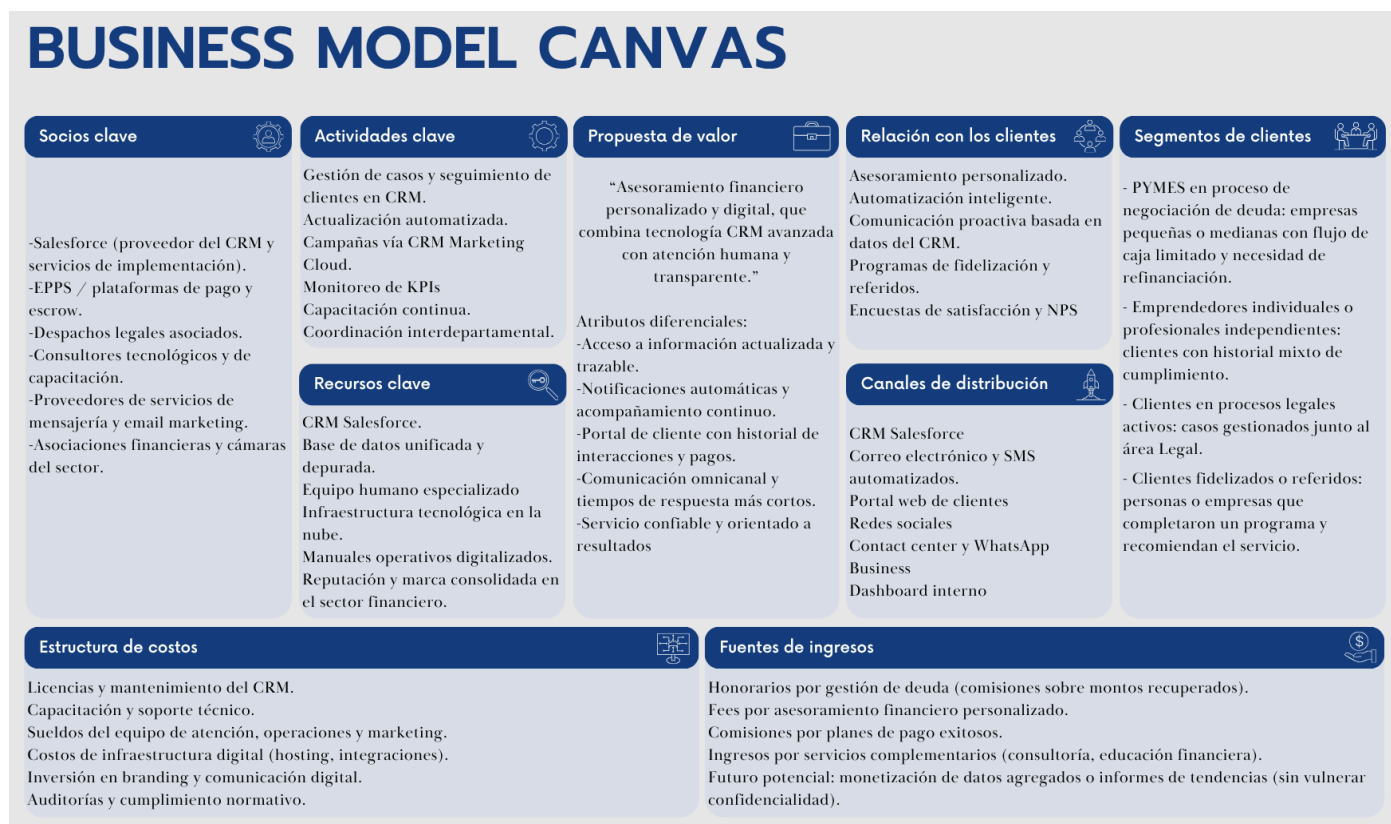 BUSINESS MODEL CANVAS
Socios clave
-Salesforce (proveedor del CRM y
servicios de implementación).
-EPPS / plataformas de pago y
escrow.
-Despachos legales asociados.
-Consultores tecnológicos y de
capacitación.
-Proveedores de servicios de
mensajería y email marketing.
-Asociaciones financieras y cámaras
del sector.
Actividades clave
Gestión de casos y seguimiento de
clientes en CRM.
Actualización automatizada.
Campañas vía CRM Marketing
Cloud.
Monitoreo de KPIs
Capacitación continua.
Coordinación interdepartamental.
Recursos clave
CRM Salesforce.
Base de datos unificada y
depurada.
Equipo humano especializado
Infraestructura tecnológica en la
nube.
Manuales operativos digitalizados.
Reputación y marca consolidada en
el sector financiero.
Propuesta de valor
“Asesoramiento financiero
personalizado y digital, que
combina tecnología CRM avanzada
con atención humana y
transparente.”
Atributos diferenciales:
-Acceso a información actualizada y
trazable.
-Notificaciones automáticas y
acompañamiento continuo.
-Portal de cliente con historial de
interacciones y pagos.
-Comunicación omnicanal y
tiempos de respuesta más cortos.
-Servicio confiable y orientado a
resultados
Relación con los clientes
Asesoramiento personalizado.
Automatización inteligente.
Comunicación proactiva basada en
datos del CRM.
Programas de fidelización y
referidos.
Encuestas de satisfacción y NPS
Canales de distribución
CRM Salesforce
Correo electrónico y SMS
automatizados.
Portal web de clientes
Redes sociales
Contact center y WhatsApp
Business
Dashboard interno
Segmentos de clientes
- PYMES en proceso de
negociación de deuda: empresas
pequeñas o medianas con flujo de
caja limitado y necesidad de
refinanciación.
- Emprendedores individuales o
profesionales independientes:
clientes con historial mixto de
cumplimiento.
- Clientes en procesos legales
activos: casos gestionados junto al
área Legal.
- Clientes fidelizados o referidos:
personas o empresas que
completaron un programa y
recomiendan el servicio.
Estructura de costos
Licencias y mantenimiento del CRM.
Capacitación y soporte técnico.
Sueldos del equipo de atención, operaciones y marketing.
Costos de infraestructura digital (hosting, integraciones).
Inversión en branding y comunicación digital.
Auditorías y cumplimiento normativo.
Fuentes de ingresos
$
Honorarios por gestión de deuda (comisiones sobre montos recuperados).
Fees por asesoramiento financiero personalizado.
Comisiones por planes de pago exitosos.
Ingresos por servicios complementarios (consultoría, educación financiera).
Futuro potencial: monetización de datos agregados o informes de tendencias (sin vulnerar
confidencialidad).